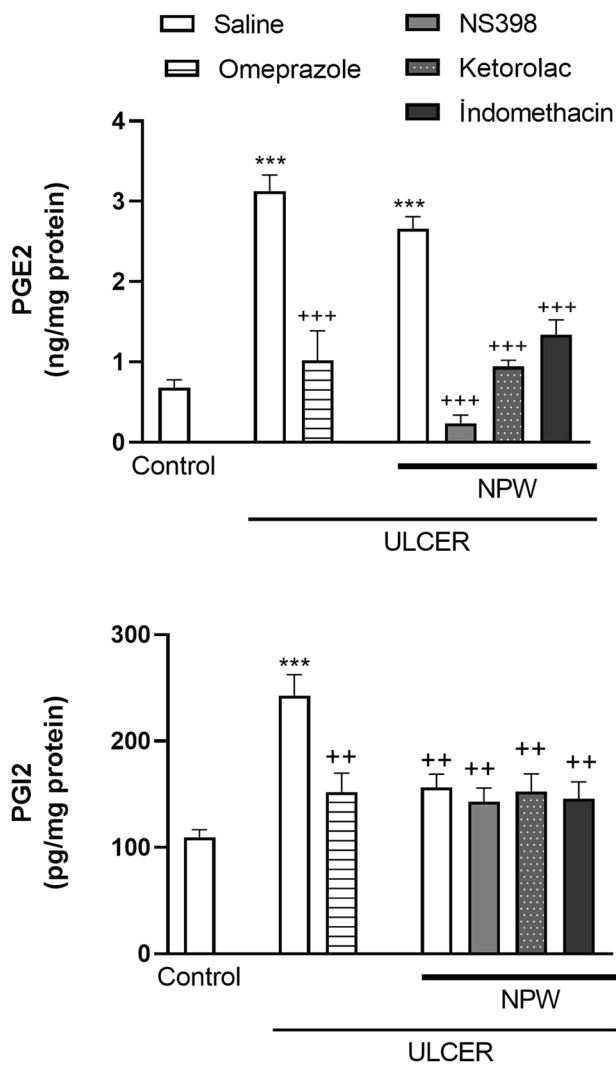 Saline
Omeprazole
NS398
Ketorolac
İndomethacin
PGE2
(ng/mg protein)
4
3
2
1
0
***
+++
***
+++
+++
+++
Control
NPW
ULCER
PGI2
(pg/mg protein)
300
200
100
0
***
++
++
++
++
++
Control
NPW
ULCER